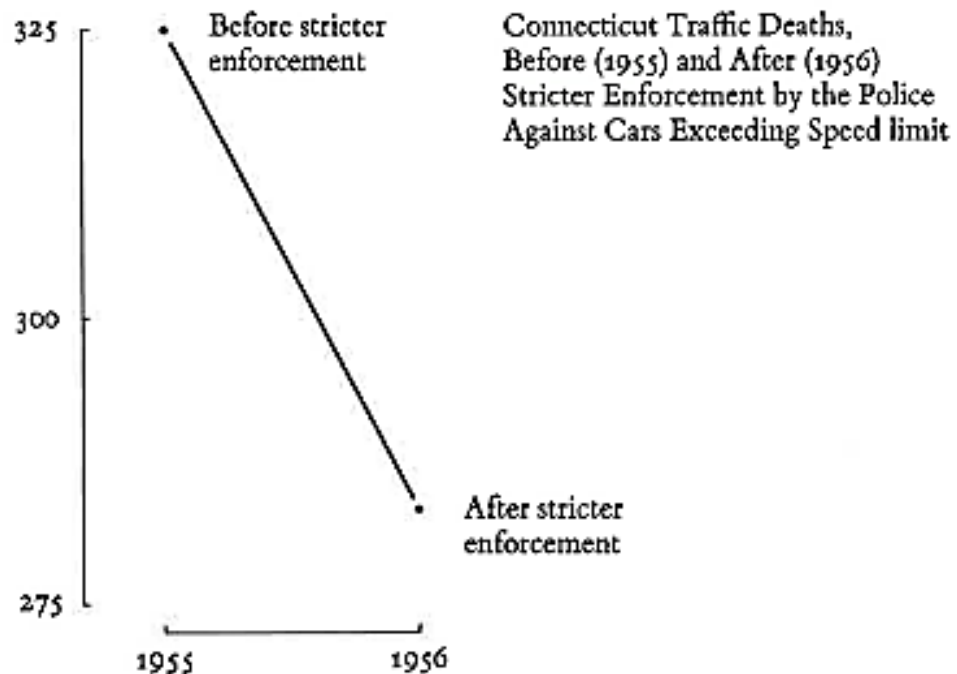 325
Before stricter
enforcement
Connecticut Traffic Deaths,
Before (1955) and After (1956)
Stricter Enforcement by the Police
Against Cars Exceeding Speed limit
300
After stricter
enforcement
275
1955
1956